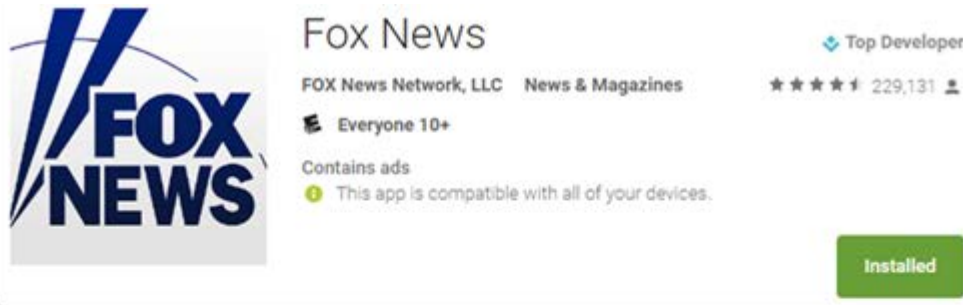 FOX
NEWS
Fox News
Top Developer
FOX News Network, LLC News & Magazines
229,131
E Everyone 10+
Contains ads
This app is compatible with all of your devices.
Installed